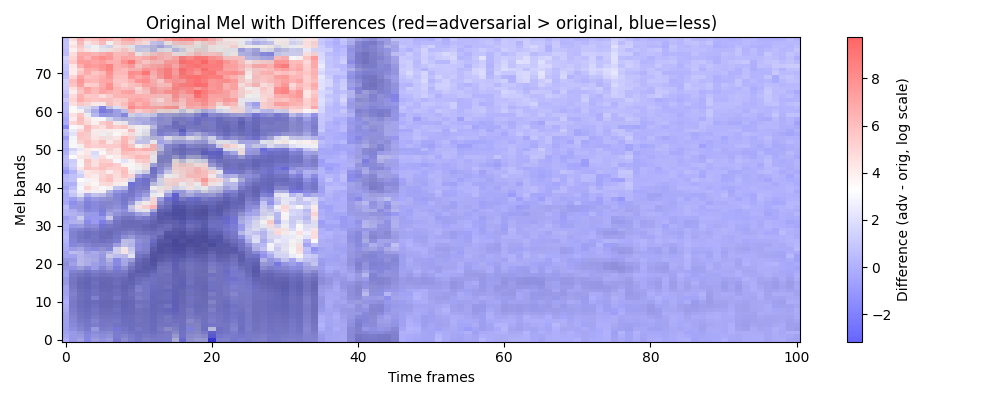 Original Mel with Differences (red=adversarial > original, blue=less)
Mel bands
70
60
50
40
30
20
10
0
0 20 40 60 80 100
Time frames
8
6
4
2
0
−2
Difference (adv - orig, log scale)